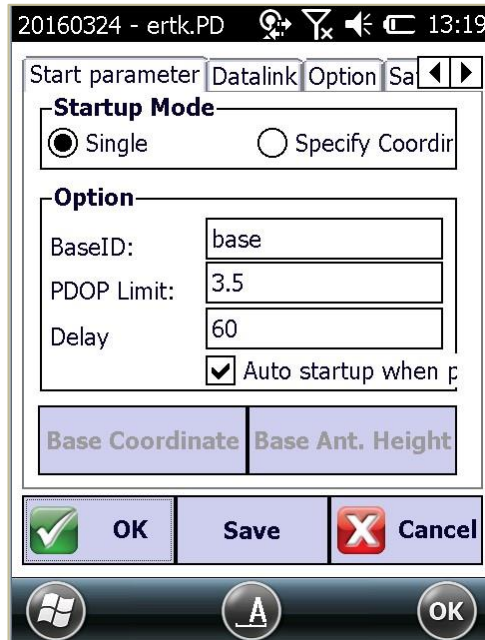 20160324 - ertk.PD 13:19
Start parameter Datalink Option Sa
Startup Mode
Single Specify Coordir
Option
BaseID: base
PDOP Limit: 3.5
Delay 60
Auto startup when p
Base Coordinate Base Ant. Height
OK Save Cancel
A OK